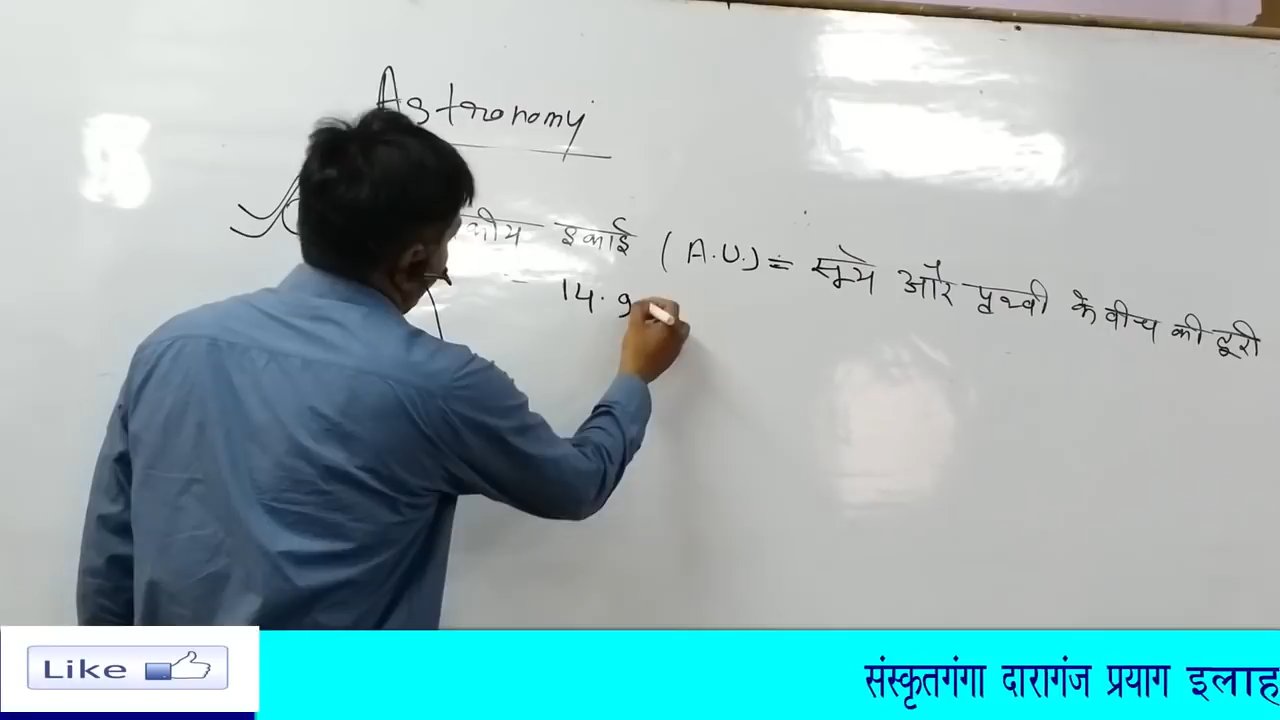 Astronomy
इकाई (A.U.) = सूर्य और पृथ्वी के बीच की दूरी
= 14.9
Like
संस्कृतगंगा दारागंज प्रयाग इलाह